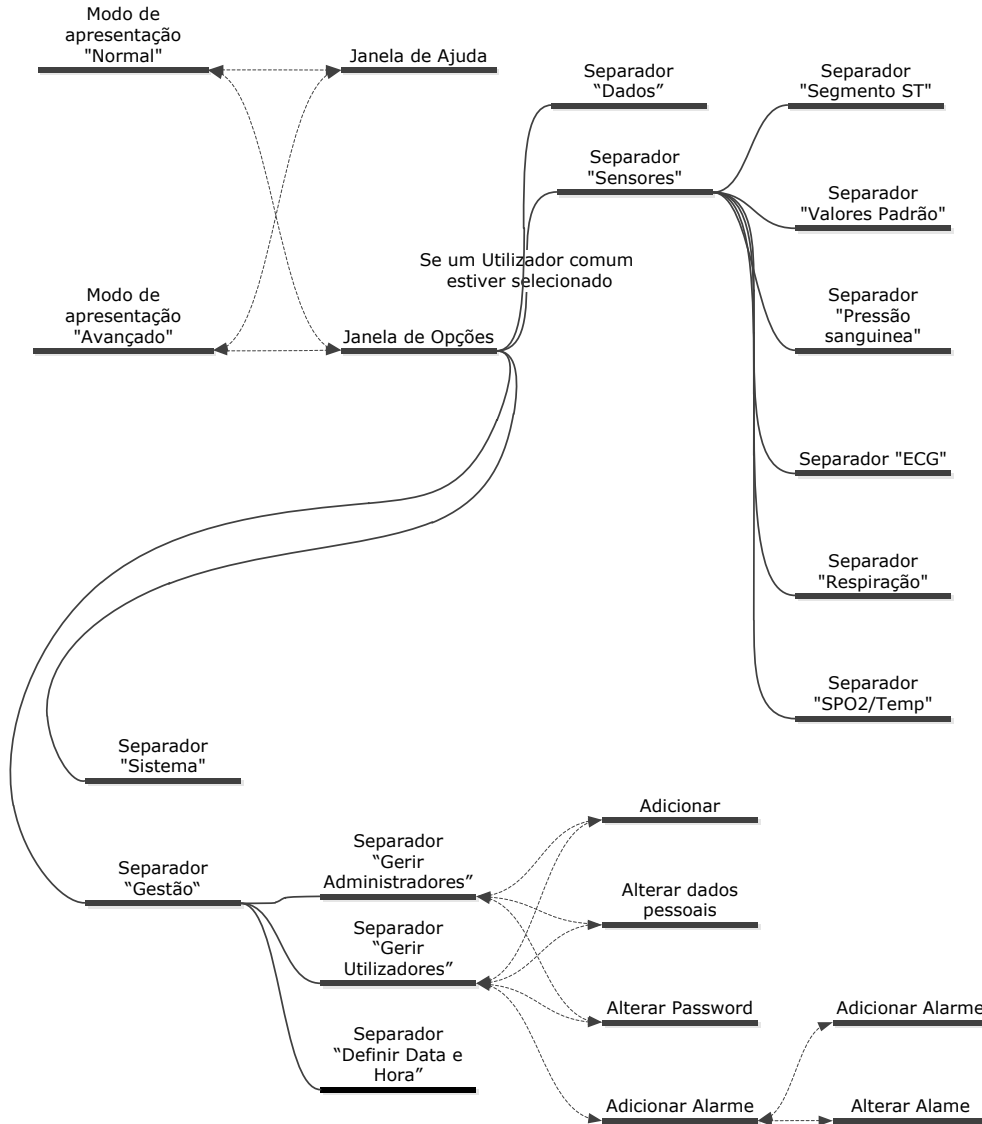 Modo de
apresentação
"Normal"
Janela de Ajuda
Separador
“Dados”
Separador
"Segmento ST"
Separador
"Sensores"
Separador
"Valores Padrão"
Se um Utilizador comum
estiver selecionado
Modo de
apresentação
"Avançado"
Janela de Opções
Separador
"Pressão
sanguinea"
Separador "ECG"
Separador
"Respiração"
Separador
"SPO2/Temp"
Separador
"Sistema"
Separador
“Gestão“
Separador
“Gerir
Administradores”
Separador
“Gerir
Utilizadores”
Separador
“Definir Data e
Hora”
Adicionar
Alterar dados
pessoais
Alterar Password
Adicionar Alarme
Adicionar Alarme
Alterar Alame